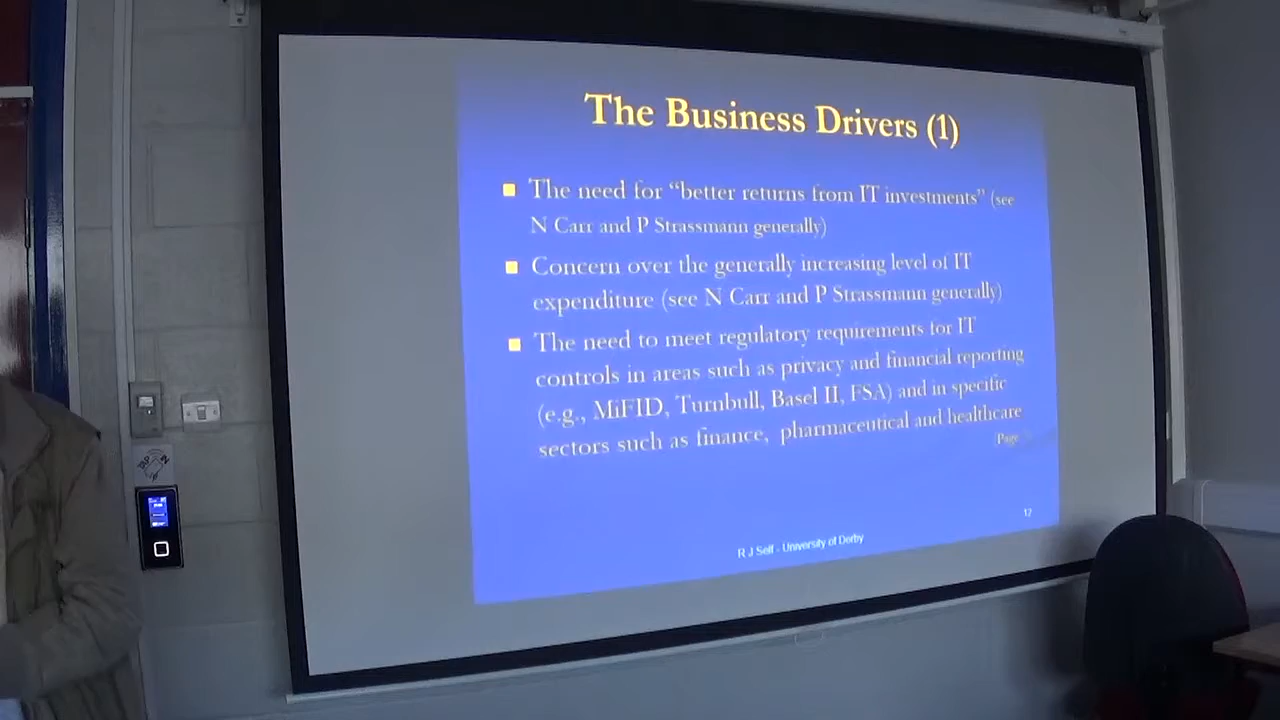 The Business Drivers (1)
The need for “better returns from IT investments” (see
N Carr and P Strassmann generally)
Concern over the generally increasing level of IT
expenditure (see N Carr and P Strassmann generally)
The need to meet regulatory requirements for IT
controls in areas such as privacy and financial reporting
(e.g., MiFID, Turnbull, Basel II, FSA) and in specific
sectors such as finance, pharmaceutical and healthcare
Page
12
R J Self - University of Derby
TAP